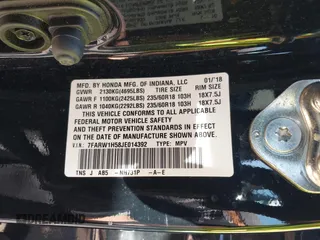 MFD. BY HONDA MFG. OF INDIANA, LLC 01/18
GVWR 2130KG(4695LBS) TIRE SIZE RIM SIZE
GAWR F 1100KG(2425LBS) 235/60R18 103H 18X7.5J
GAWR R 1040KG(2292LBS) 235/60R18 103H 18X7.5J
THIS VEHICLE CONFORMS TO ALL APPLICABLE
FEDERAL MOTOR VEHICLE SAFETY AND
THEFT PREVENTION STANDARDS IN EFFECT
ON THE DATE OF MANUFACTURE SHOWN ABOVE.
V.I.N: 7FARW1H58JE014392 TYPE: MPV
TNS J A85 -NH731P -A-E